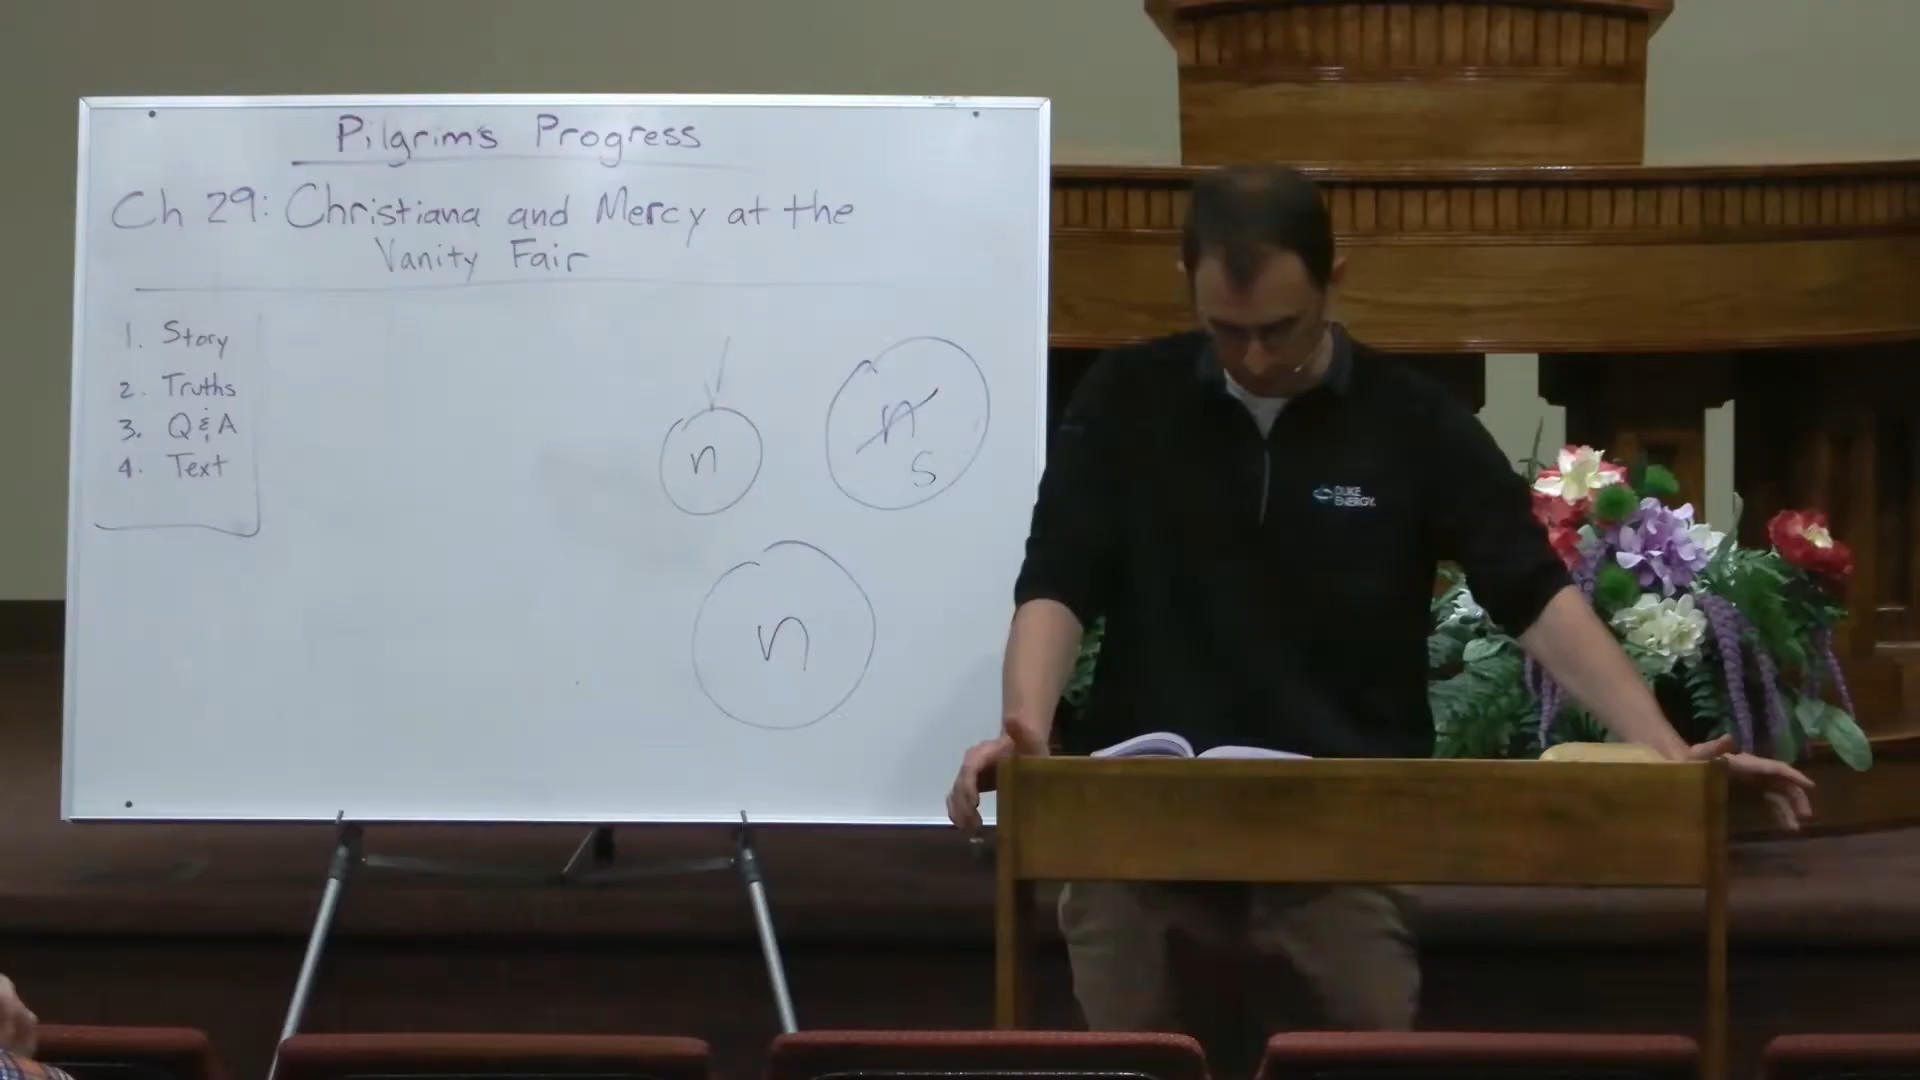 Pilgrim's Progress
Ch 29: Christiana and Mercy at the
Vanity Fair
1. Story
2. Truths
3. Q & A
4. Text
n
n
s
n
DUKE
ENERGY.